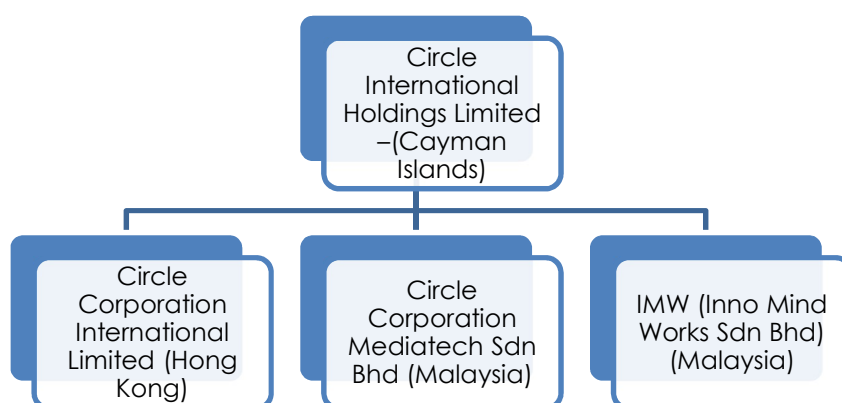 Circle
International
Holdings Limited
–(Cayman
Islands)
Circle
Corporation
International
Limited (Hong
Kong)
Circle
Corporation
Mediatech Sdn
Bhd (Malaysia)
IMW (Inno Mind
Works Sdn Bhd)
(Malaysia)